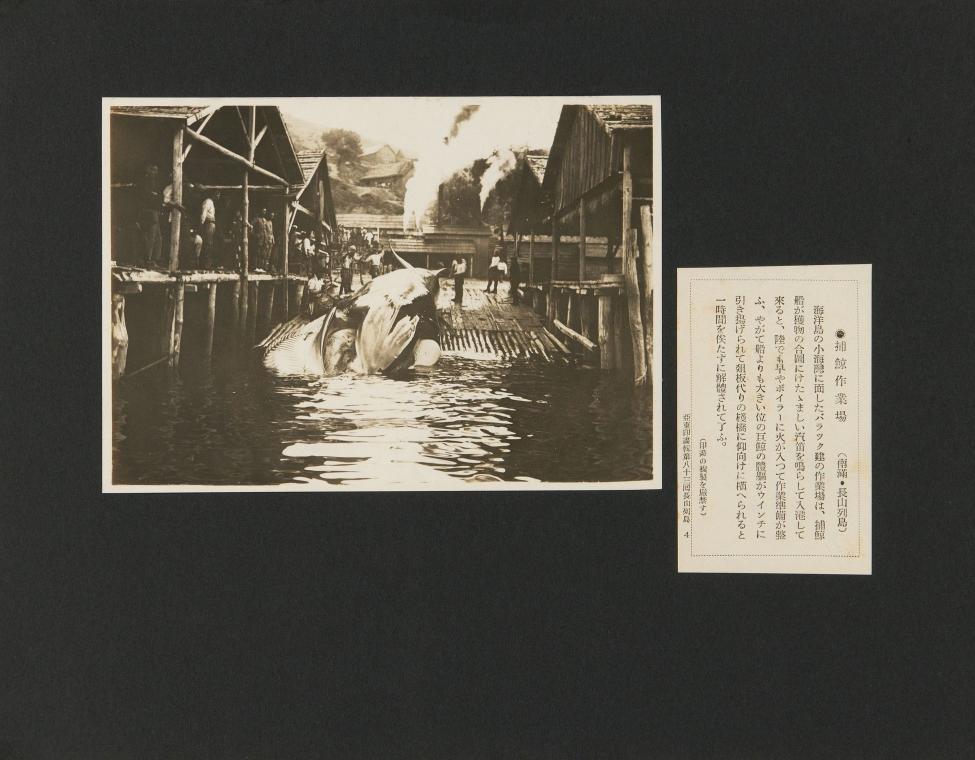 ◉捕鯨作業場 (南滿・長山列島)
海洋島の小海灣に面したバラック建の作業場は、捕鯨
船が獲物の合圖にけたゝましい汽笛を鳴らして入港して
來ると、陸でも早やボイラーに火が入つて作業準備が整
ふ、やがて船よりも大きい位の巨鯨の體軀がウインチに
引き揚げられて俎板代りの棧橋に仰向けに横へられると
一時間を俟たずに解體されて了ふ。
(印畫の複製を嚴禁す)
亞東印畫輯第八十三回長山列島 4